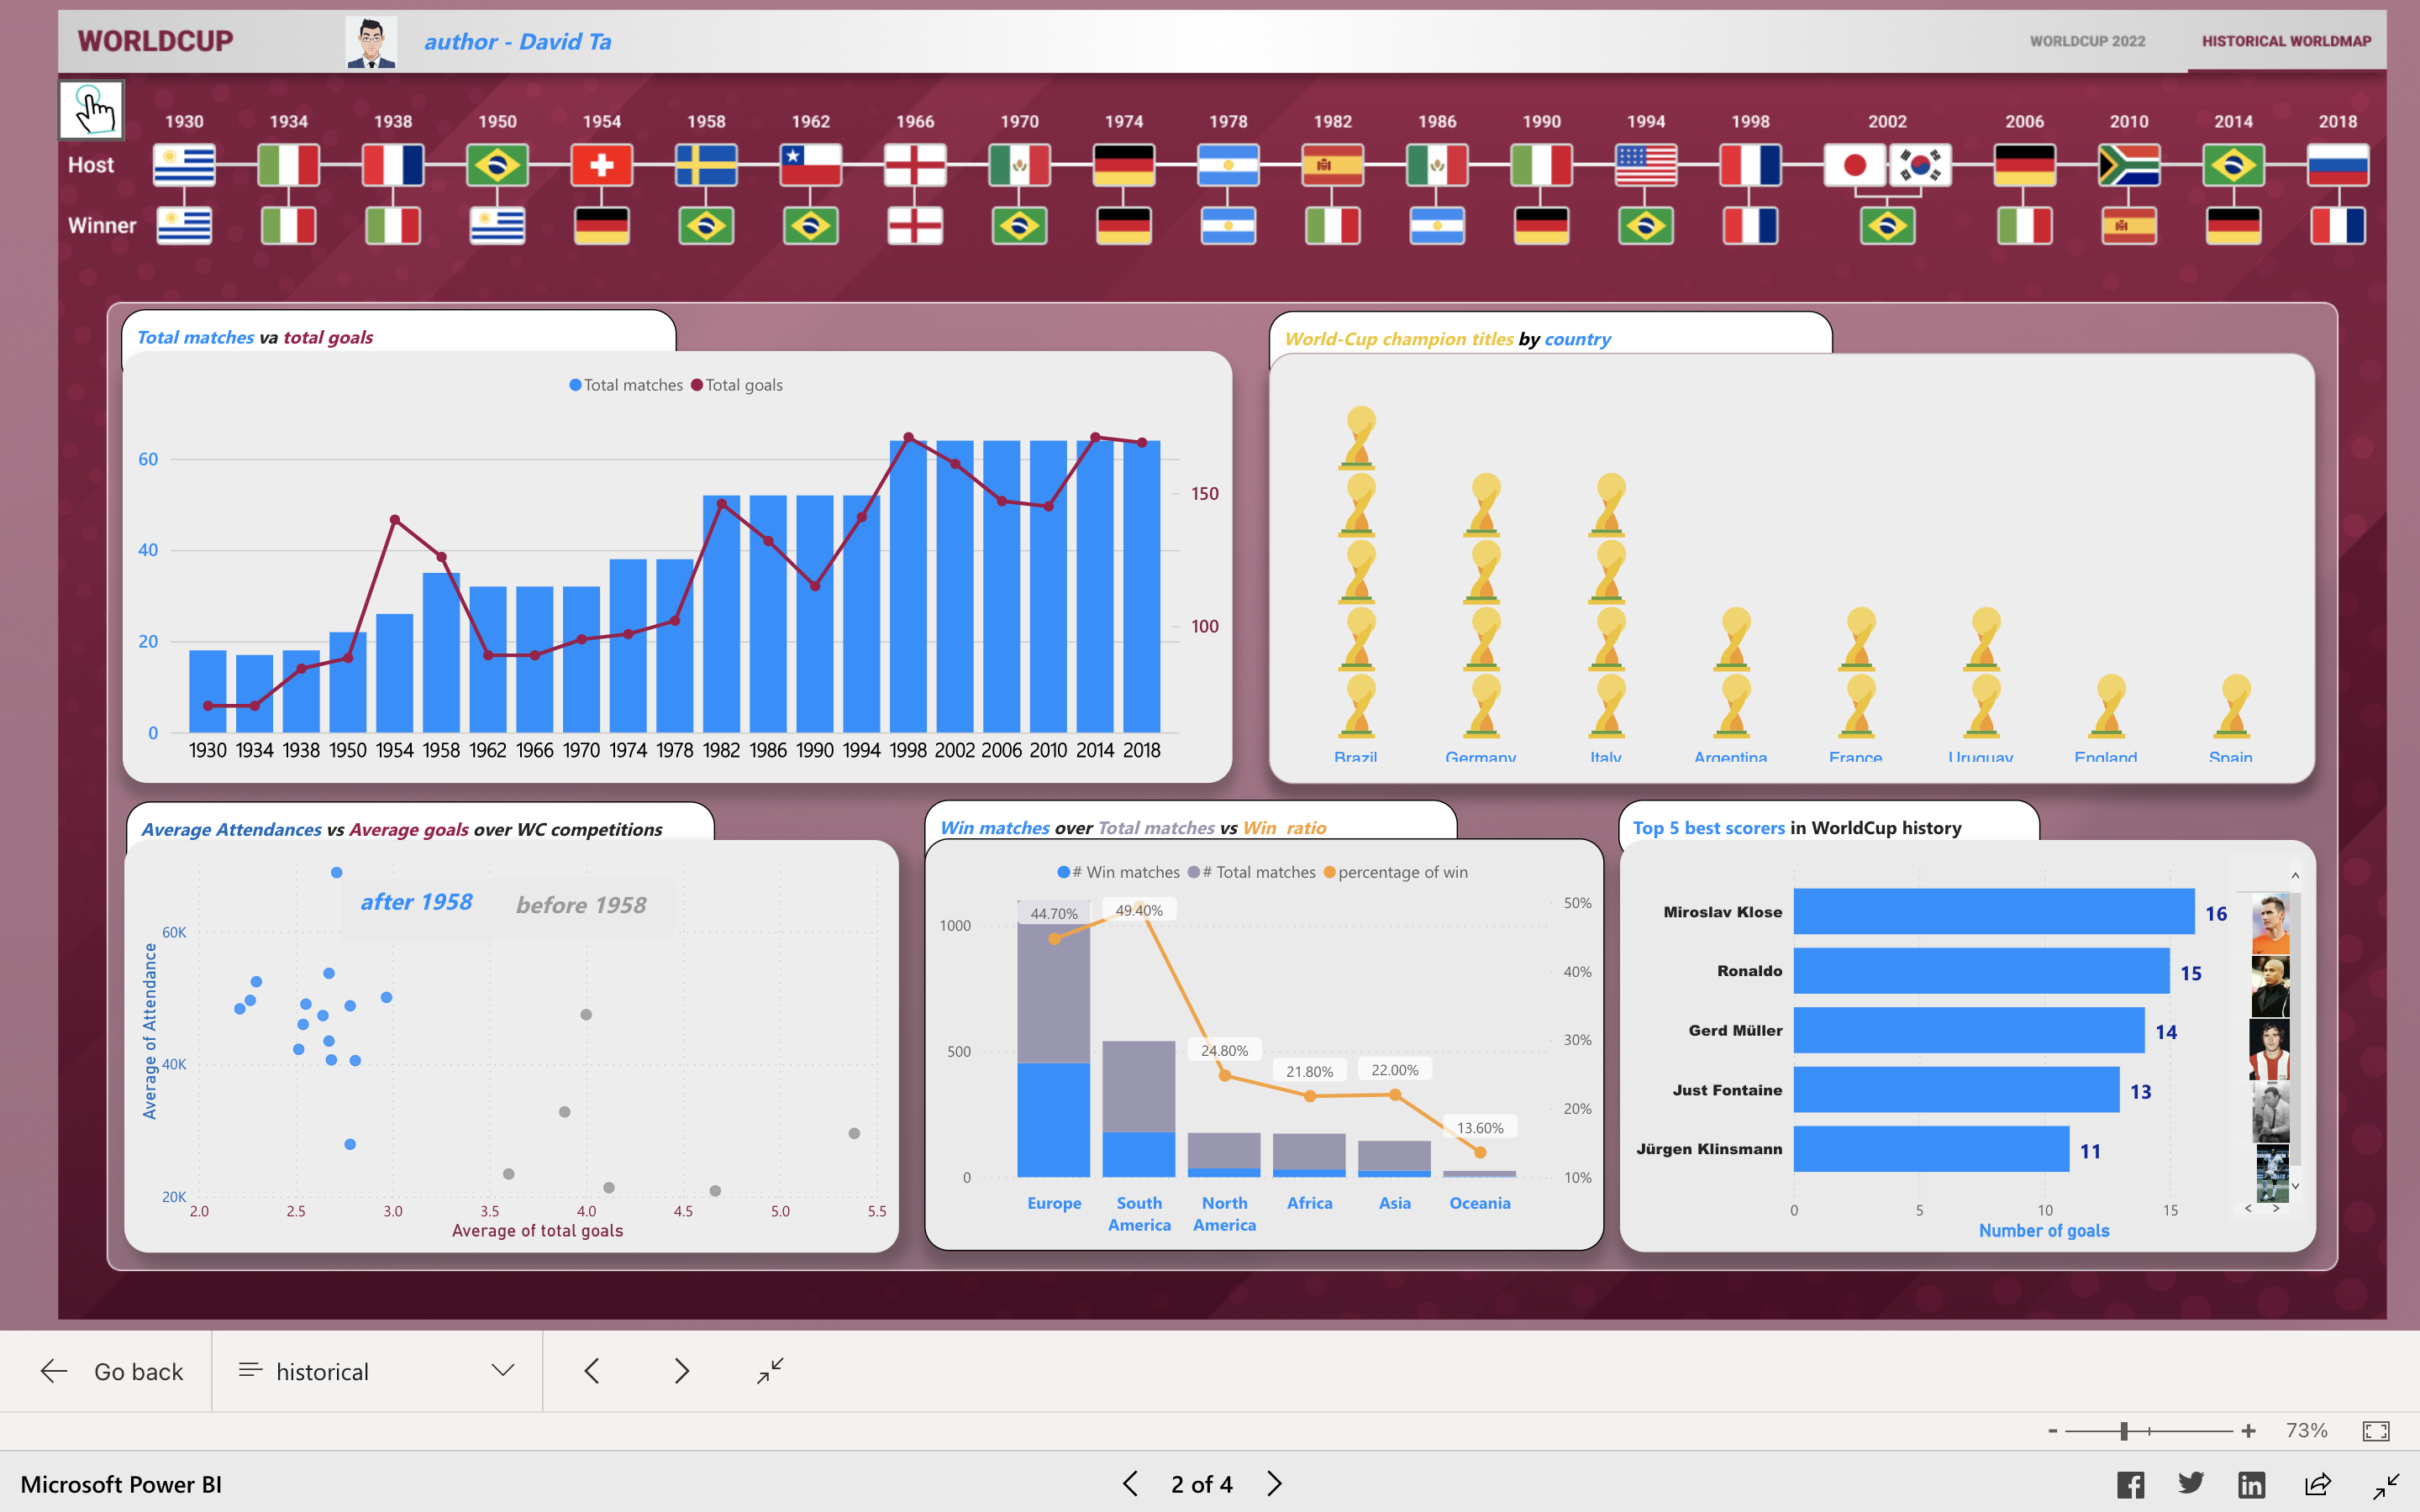 WORLDCUP
author - David Ta
WORLDCUP 2022
HISTORICAL WORLDMAP
1930 1934 1938 1950 1954 1958 1962 1966 1970 1974 1978 1982 1986 1990 1994 1998 2002 2006 2010 2014 2018
Host
Winner
Total matches va total goals
Total matches Total goals
60
40
20
0
150
100
1930 1934 1938 1950 1954 1958 1962 1966 1970 1974 1978 1982 1986 1990 1994 1998 2002 2006 2010 2014 2018
World-Cup champion titles by country
Brazil Germany Italy Argentina France Uruguay England Spain
Average Attendances vs Average goals over WC competitions
after 1958 before 1958
Average of Attendance
60K
40K
20K
2.0 2.5 3.0 3.5 4.0 4.5 5.0 5.5
Average of total goals
Win matches over Total matches vs Win ratio
# Win matches # Total matches percentage of win
1000
500
0
44.70% 49.40% 24.80% 21.80% 22.00% 13.60%
50%
40%
30%
20%
10%
Europe South America North America Africa Asia Oceania
Top 5 best scorers in WorldCup history
Miroslav Klose 16
Ronaldo 15
Gerd Müller 14
Just Fontaine 13
Jürgen Klinsmann 11
0 5 10 15
Number of goals
Go back
historical
- + 73%
Microsoft Power BI
2 of 4